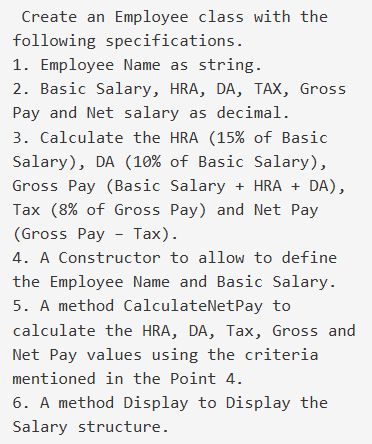 Create an Employee class with the
following specifications.
1. Employee Name as string.
2. Basic Salary, HRA, DA, TAX, Gross
Pay and Net salary as decimal.
3. Calculate the HRA (15% of Basic
Salary), DA (10% of Basic Salary),
Gross Pay (Basic Salary + HRA + DA),
Tax (8% of Gross Pay) and Net Pay
(Gross Pay – Tax).
4. A Constructor to allow to define
the Employee Name and Basic Salary.
5. A method CalculateNetPay to
calculate the HRA, DA, Tax, Gross and
Net Pay values using the criteria
mentioned in the Point 4.
6. A method Display to Display the
Salary structure.